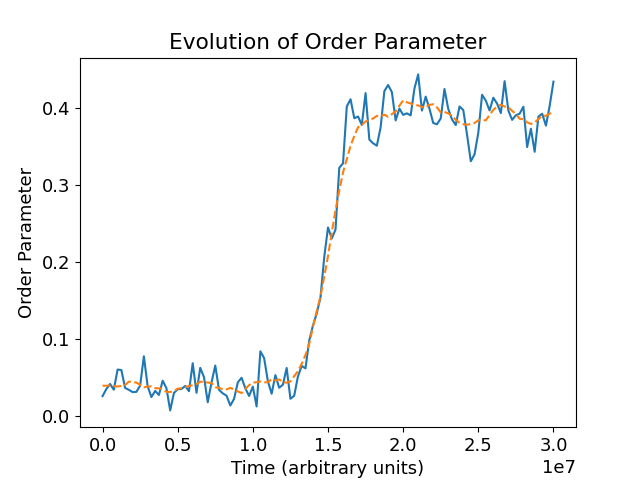 Evolution of Order Parameter
Order Parameter
0.4
0.3
0.2
0.1
0.0
0.0 0.5 1.0 1.5 2.0 2.5 3.0
1e7
Time (arbitrary units)